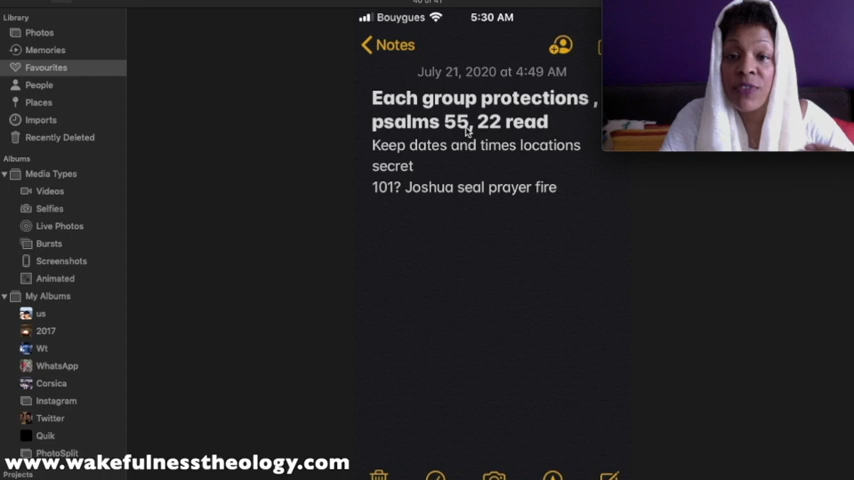 Library
Photos
Memories
Favourites
People
Places
Imports
Recently Deleted
Albums
Media Types
Videos
Selfies
Live Photos
Bursts
Screenshots
Animated
My Albums
us
2017
Wt
WhatsApp
Corsica
Instagram
Twitter
Quik
PhotoSplit
Projects
Bouygues 5:30 AM
Notes
July 21, 2020 at 4:49 AM
Each group protections ,
psalms 55, 22 read
Keep dates and times locations
secret
101? Joshua seal prayer fire
www.wakefulnesstheology.com